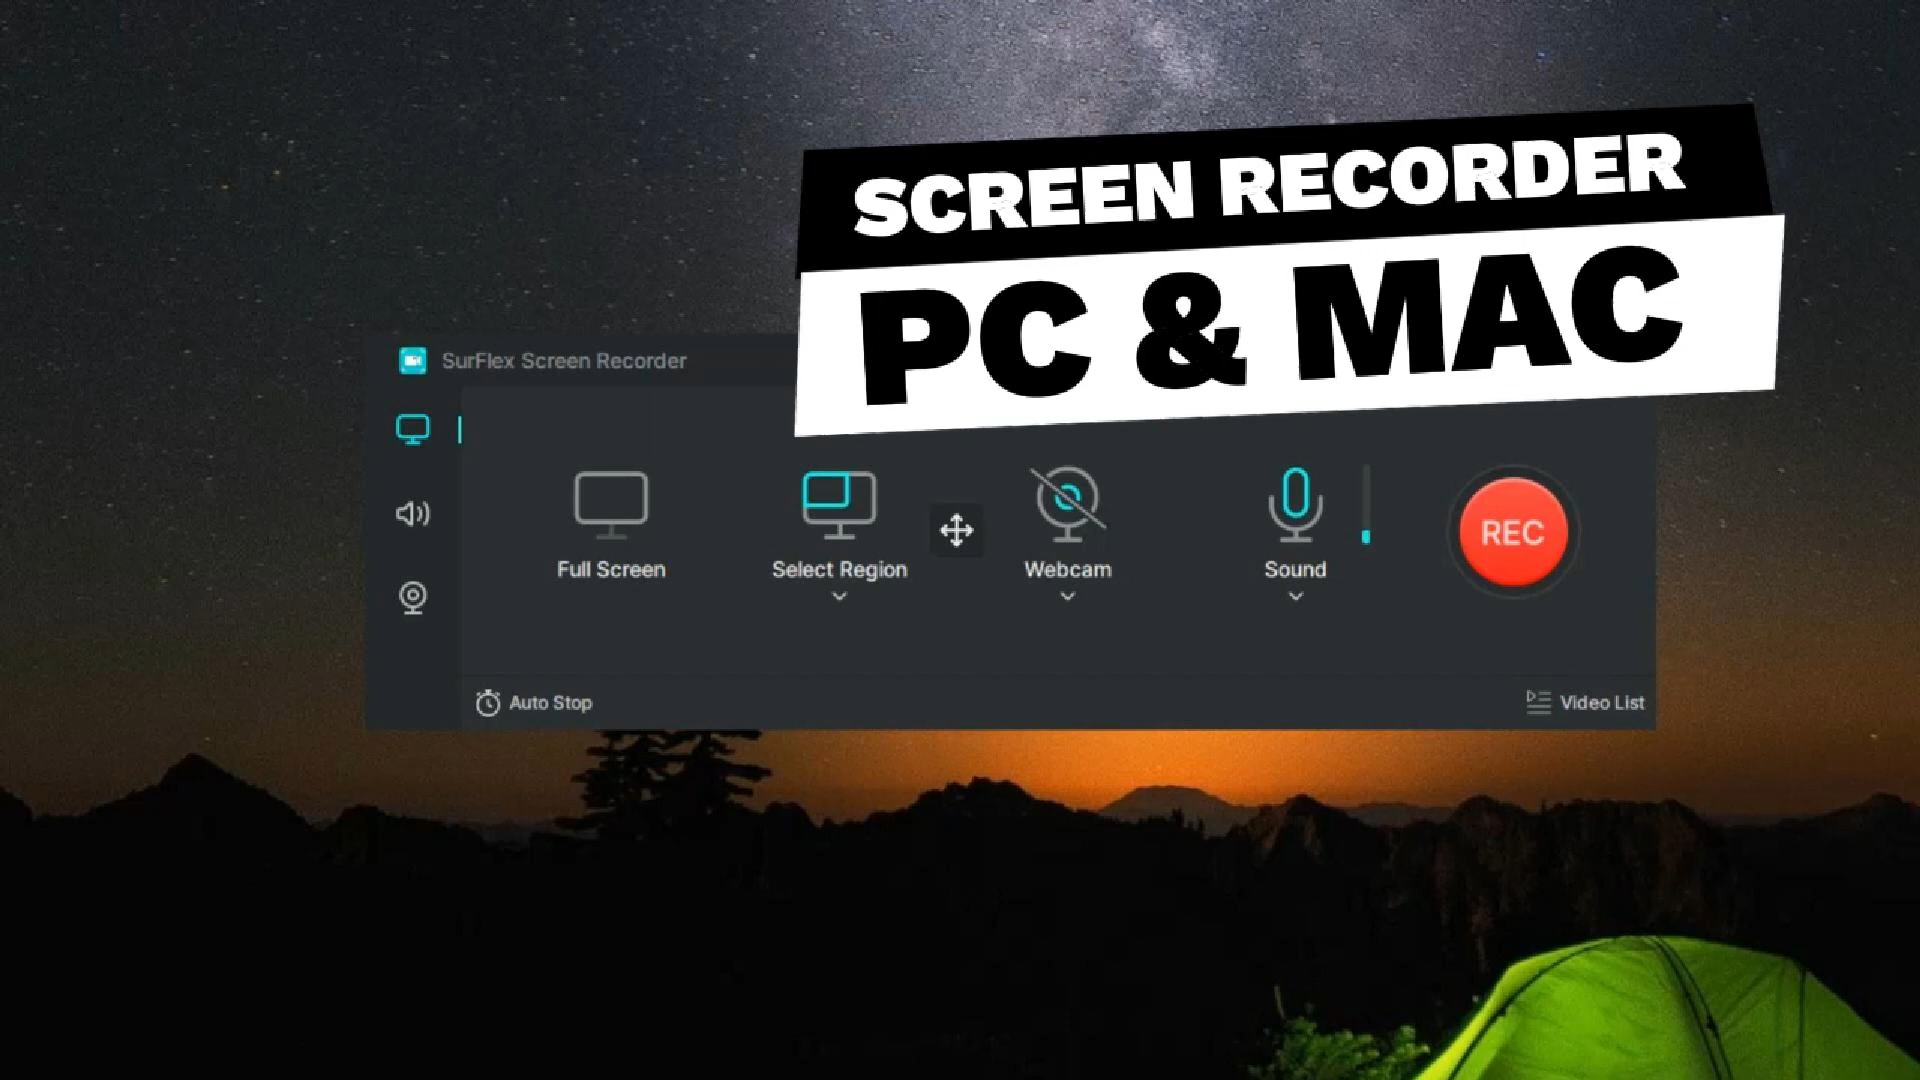 SCREEN RECORDER
PC & MAC
SurFlex Screen Recorder
Full Screen
Select Region
Webcam
Sound
REC
Auto Stop
Video List